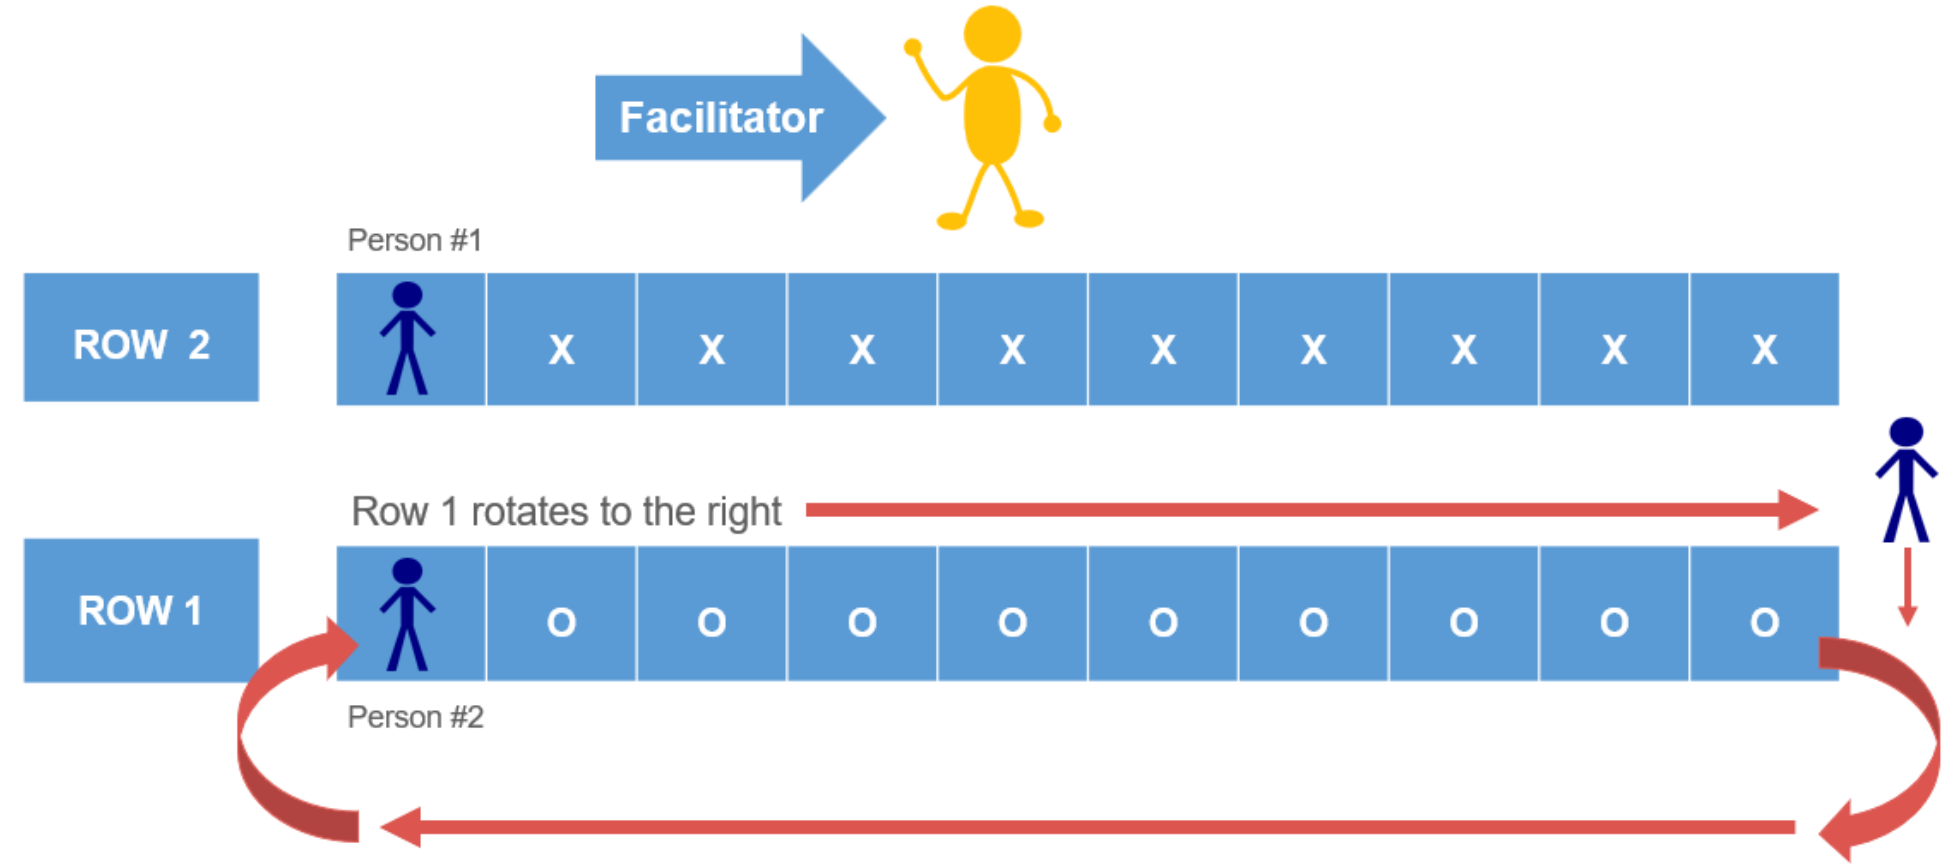 Facilitator
Person #1
ROW 2
X X X X X X X X X
Row 1 rotates to the right
ROW 1
O O O O O O O O O
Person #2